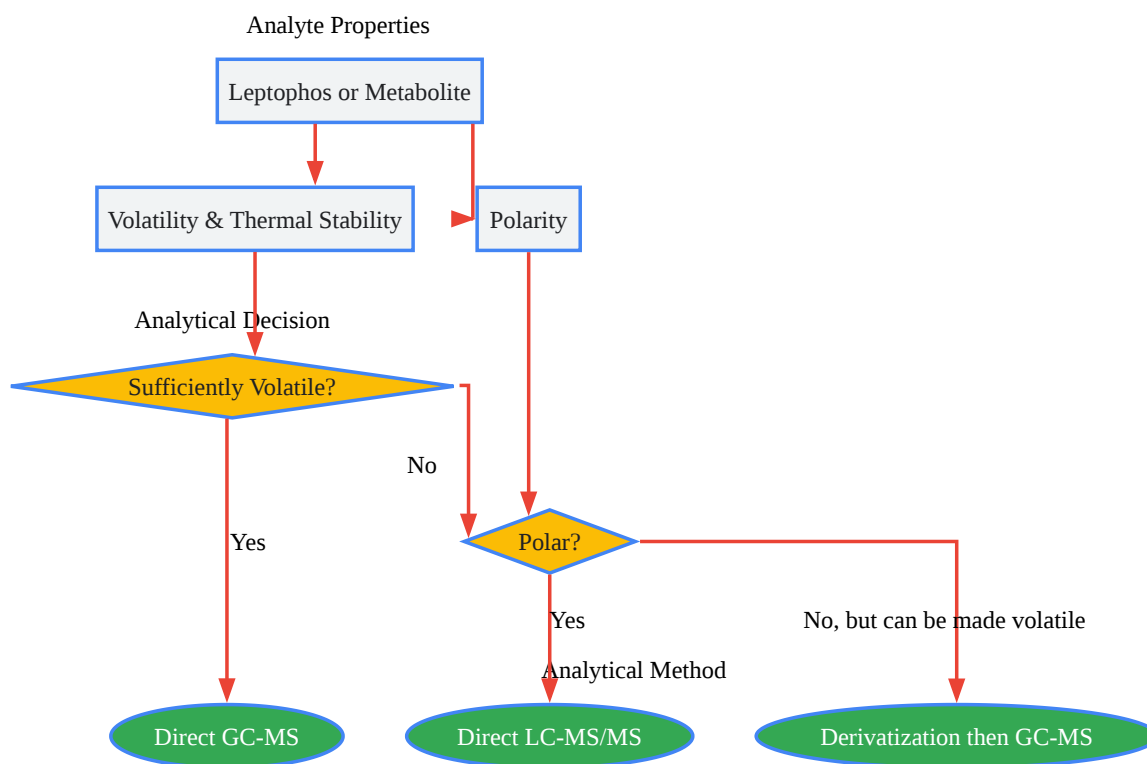 Analyte Properties
Leptophos or Metabolite
Volatility & Thermal Stability
Polarity
Analytical Decision
Sufficiently Volatile?
No
Yes
Polar?
Yes
No, but can be made volatile
Analytical Method
Direct GC-MS
Direct LC-MS/MS
Derivatization then GC-MS